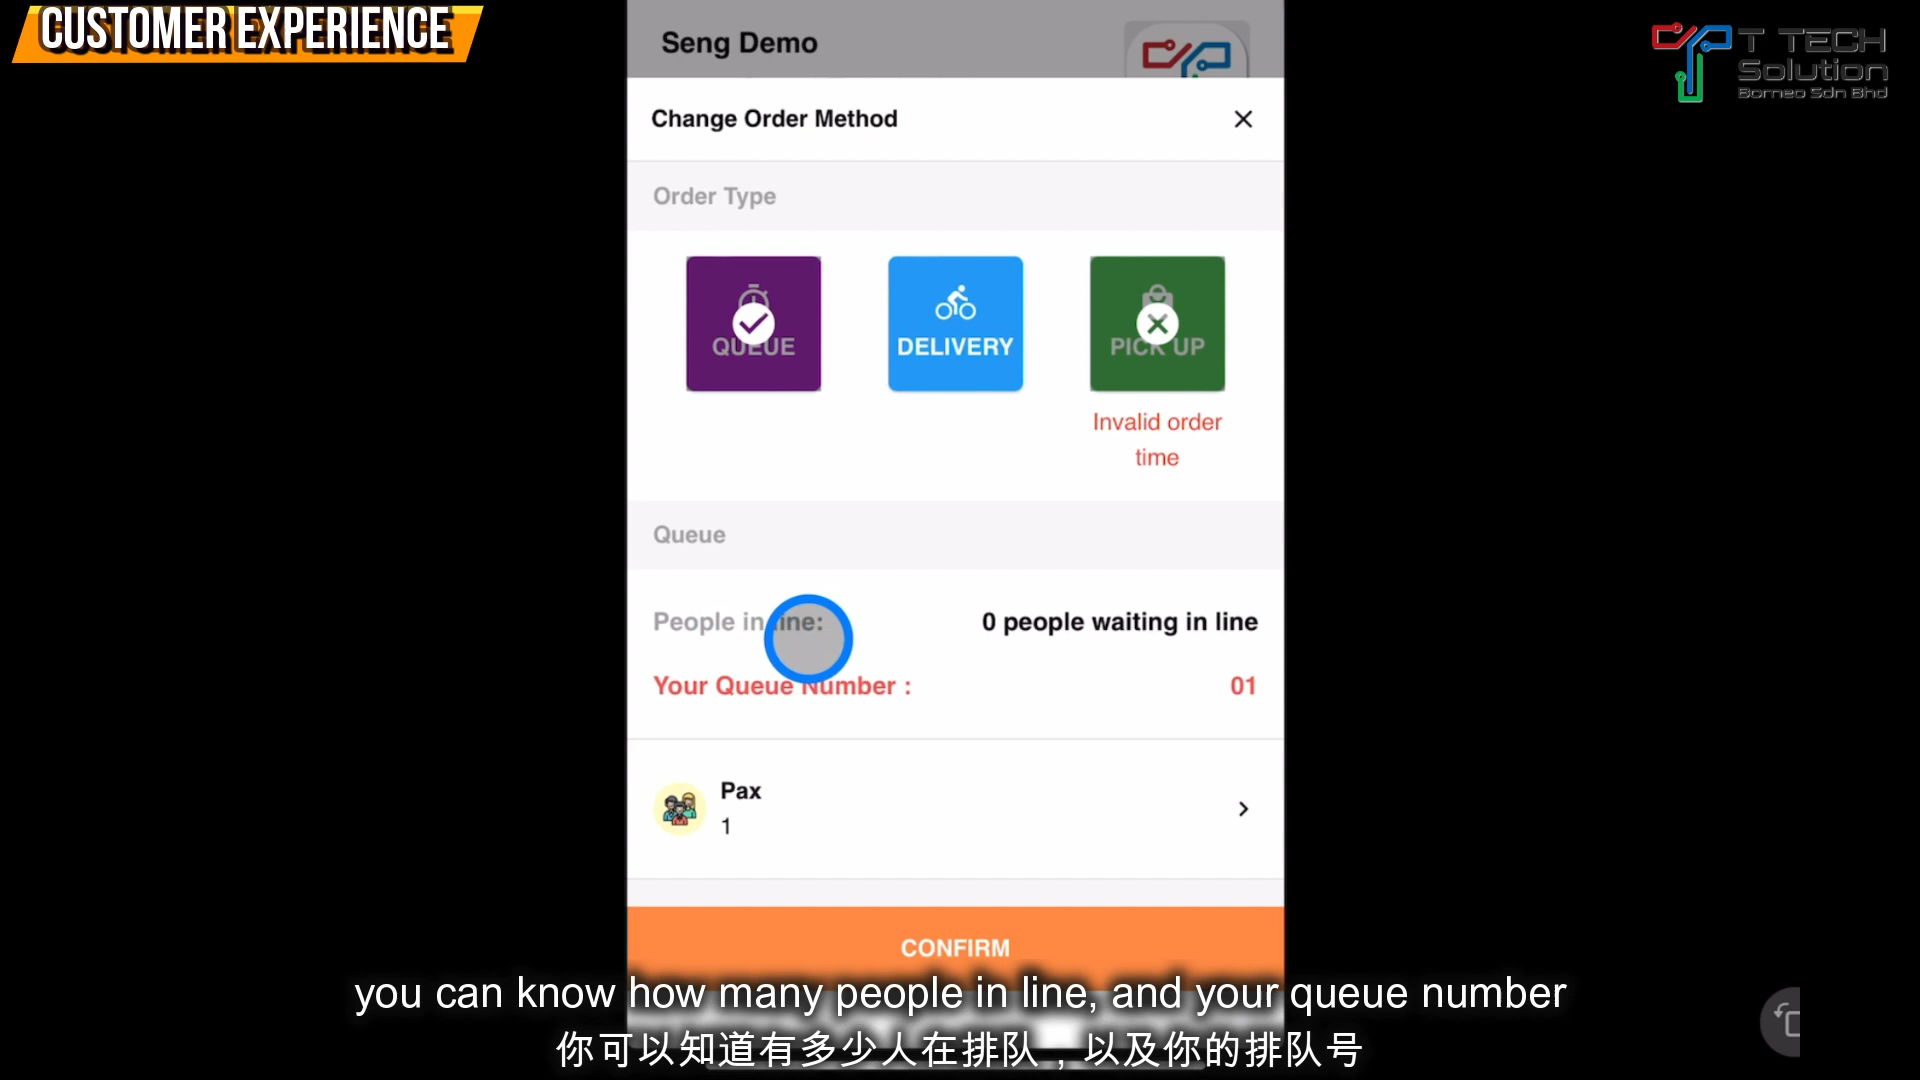 CUSTOMER EXPERIENCE
Seng Demo
T TECH
Solution
Borneo Sdn Bhd
Change Order Method
Order Type
QUEUE
DELIVERY
PICK UP
Invalid order
time
Queue
People in line:
0 people waiting in line
Your Queue Number :
01
Pax
1
CONFIRM
you can know how many people in line, and your queue number
你可以知道有多少人在排队，以及你的排队号